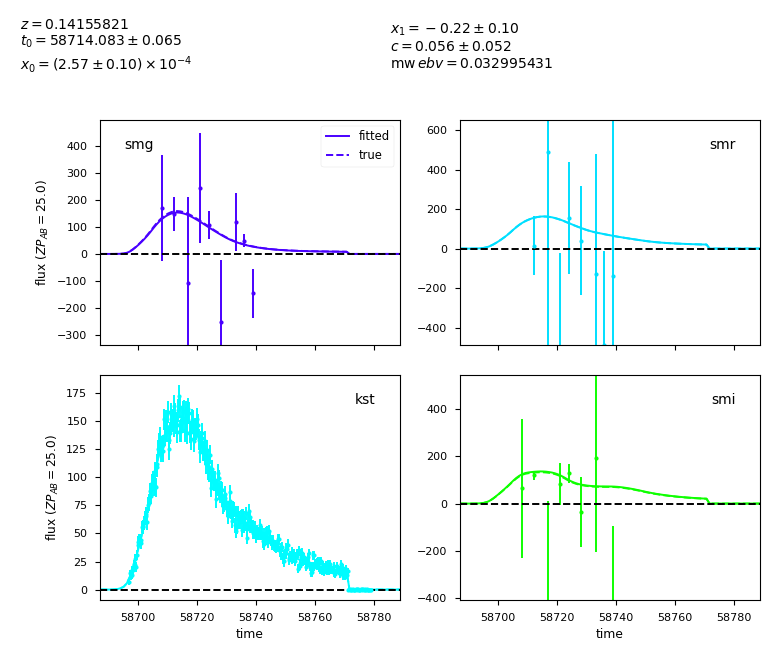 z = 0.14155821
t₀ = 58714.083 ± 0.065
x₀ = (2.57 ± 0.10) × 10⁻⁴
x₁ = −0.22 ± 0.10
c = 0.056 ± 0.052
mw ebv = 0.032995431
smg
fitted
true
400
300
200
100
0
−100
−200
−300
flux (ZP_AB = 25.0)
smr
600
400
200
0
−200
−400
kst
175
150
125
100
75
50
25
0
flux (ZP_AB = 25.0)
58700 58720 58740 58760 58780
time
smi
400
200
0
−200
−400
58700 58720 58740 58760 58780
time